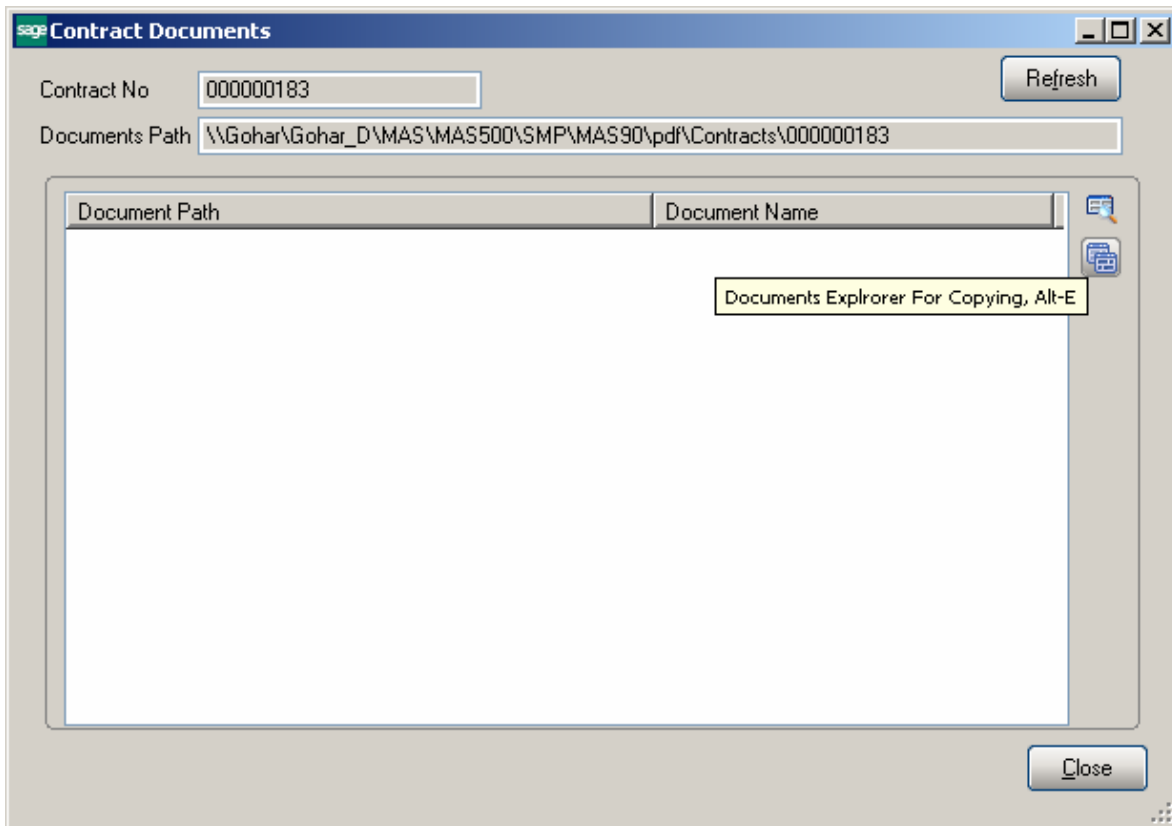 sage Contract Documents
Contract No 000000183 Refresh
Documents Path \\Gohar\Gohar_D\MAS\MAS500\SMP\MAS90\pdf\Contracts\000000183
Document Path Document Name
Documents Explrorer For Copying, Alt-E
Close